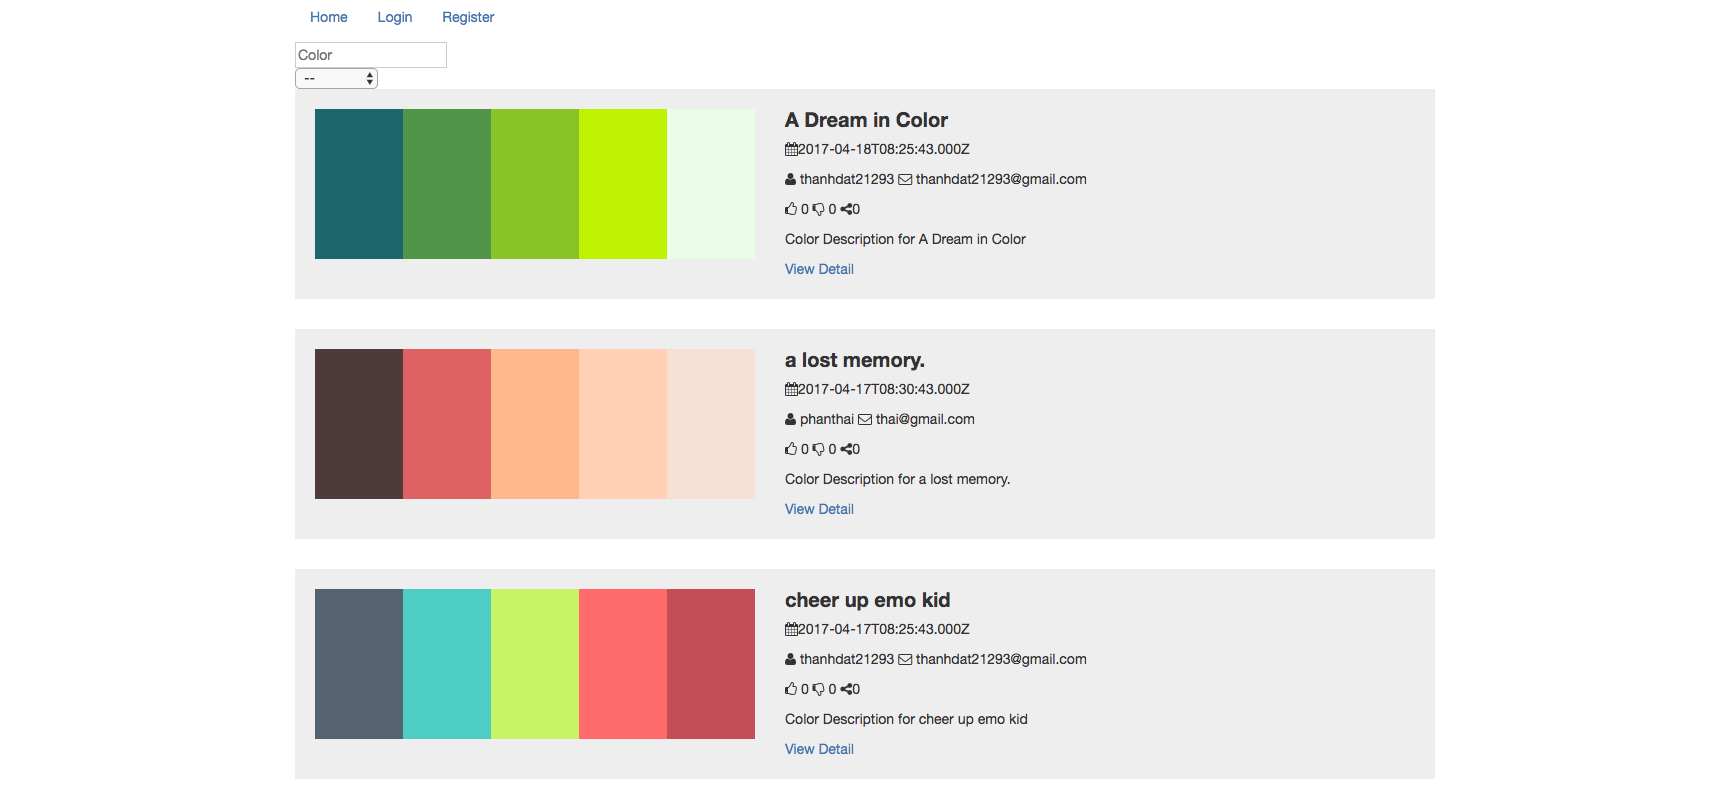 Home Login Register
Color
--
A Dream in Color
2017-04-18T08:25:43.000Z
thanhdat21293 thanhdat21293@gmail.com
0 0 0
Color Description for A Dream in Color
View Detail
a lost memory.
2017-04-17T08:30:43.000Z
phanthai thai@gmail.com
0 0 0
Color Description for a lost memory.
View Detail
cheer up emo kid
2017-04-17T08:25:43.000Z
thanhdat21293 thanhdat21293@gmail.com
0 0 0
Color Description for cheer up emo kid
View Detail